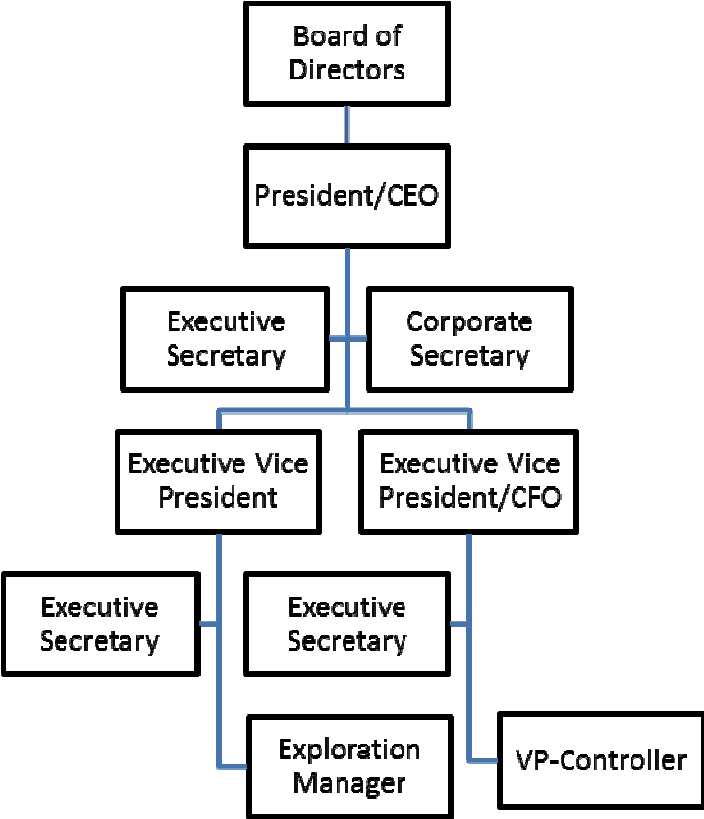 Board of
Directors
President/CEO
Executive
Secretary
Corporate
Secretary
Executive Vice
President
Executive Vice
President/CFO
Executive
Secretary
Executive
Secretary
Exploration
Manager
VP-Controller